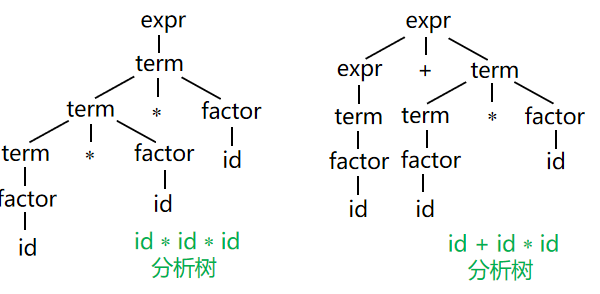 expr
term
term * factor
term * factor id
factor id
id
id * id * id
分析树
expr
expr + term
term term * factor
factor factor id
id id
id + id * id
分析树